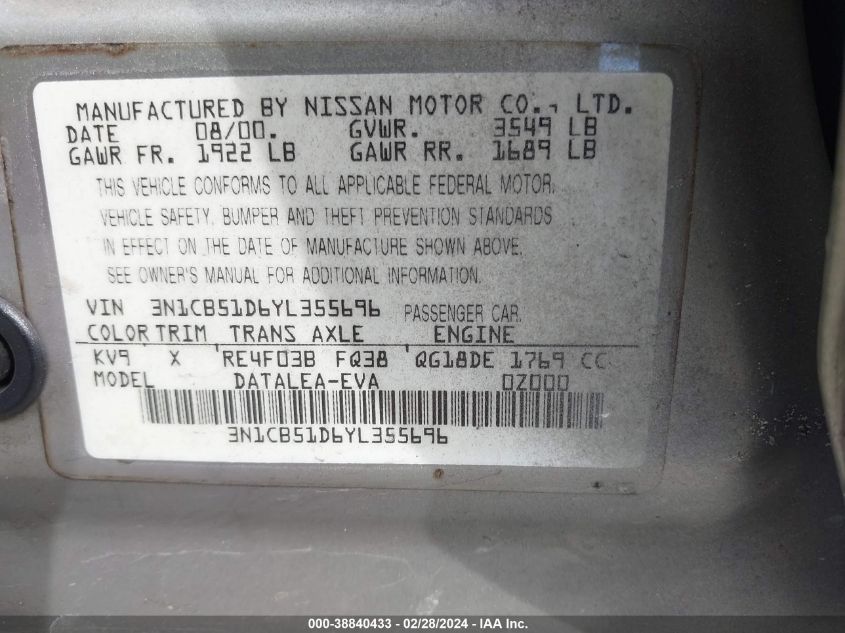 MANUFACTURED BY NISSAN MOTOR CO., LTD.
DATE 08/00. GVWR. 3549 LB
GAWR FR. 1922 LB GAWR RR. 1689 LB
THIS VEHICLE CONFORMS TO ALL APPLICABLE FEDERAL MOTOR.
VEHICLE SAFETY, BUMPER AND THEFT PREVENTION STANDARDS
IN EFFECT ON THE DATE OF MANUFACTURE SHOWN ABOVE.
SEE OWNER'S MANUAL FOR ADDITIONAL INFORMATION.
VIN 3N1CB51D6YL355696 PASSENGER CAR.
COLOR TRIM TRANS AXLE ENGINE
KV9 X RE4F03B FQ38 QG18DE 1769 CC
MODEL DATALEA-EVA 0Z000
3N1CB51D6YL355696
000-38840433 - 02/28/2024 - IAA Inc.